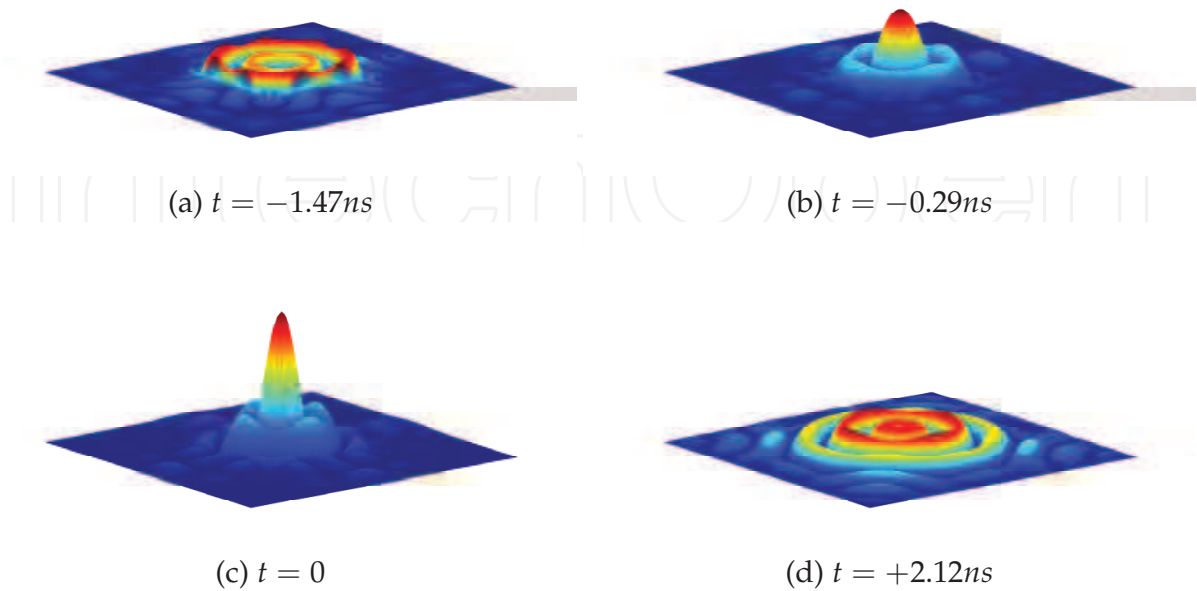 (a) t = −1.47ns
(b) t = −0.29ns
(c) t = 0
(d) t = +2.12ns